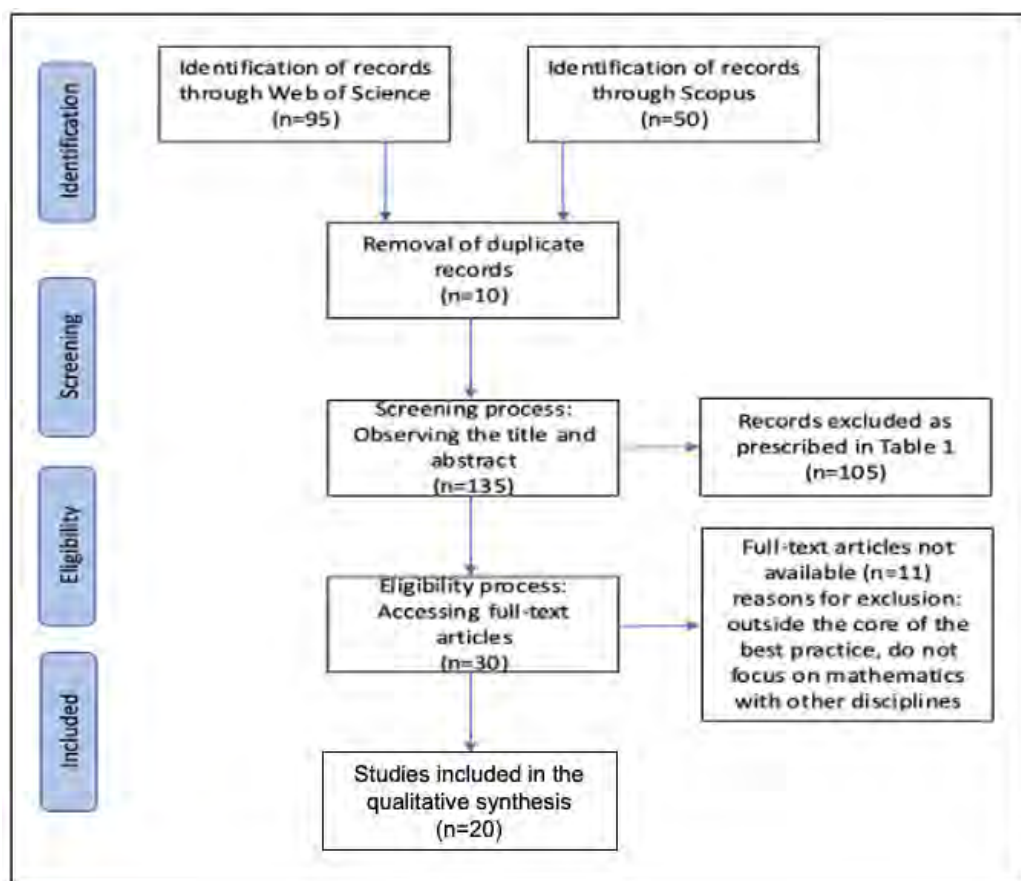 Identification
Identification of records
through Web of Science
(n=95)
Identification of records
through Scopus
(n=50)
Removal of duplicate
records
(n=10)
Screening
Screening process:
Observing the title and
abstract
(n=135)
Records excluded as
prescribed in Table 1
(n=105)
Eligibility
Eligibility process:
Accessing full-text
articles
(n=30)
Full-text articles not
available (n=11)
reasons for exclusion:
outside the core of the
best practice, do not
focus on mathematics
with other disciplines
Included
Studies included in the
qualitative synthesis
(n=20)